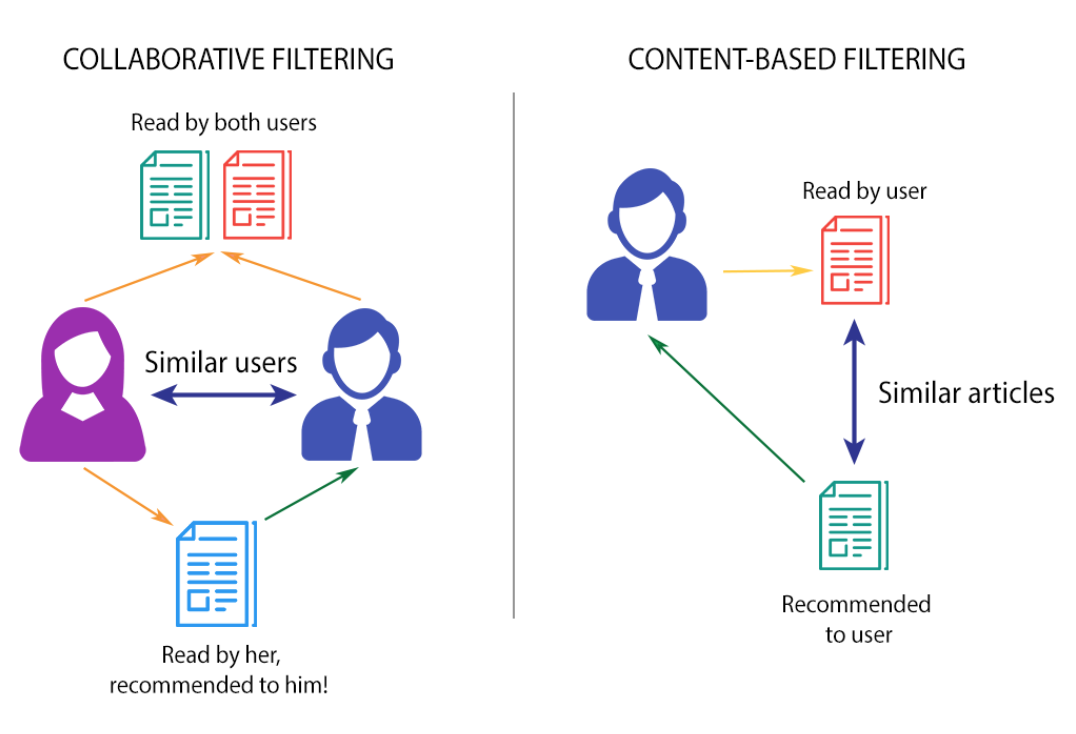 COLLABORATIVE FILTERING
Read by both users
Similar users
Read by her,
recommended to him!
CONTENT-BASED FILTERING
Read by user
Similar articles
Recommended
to user